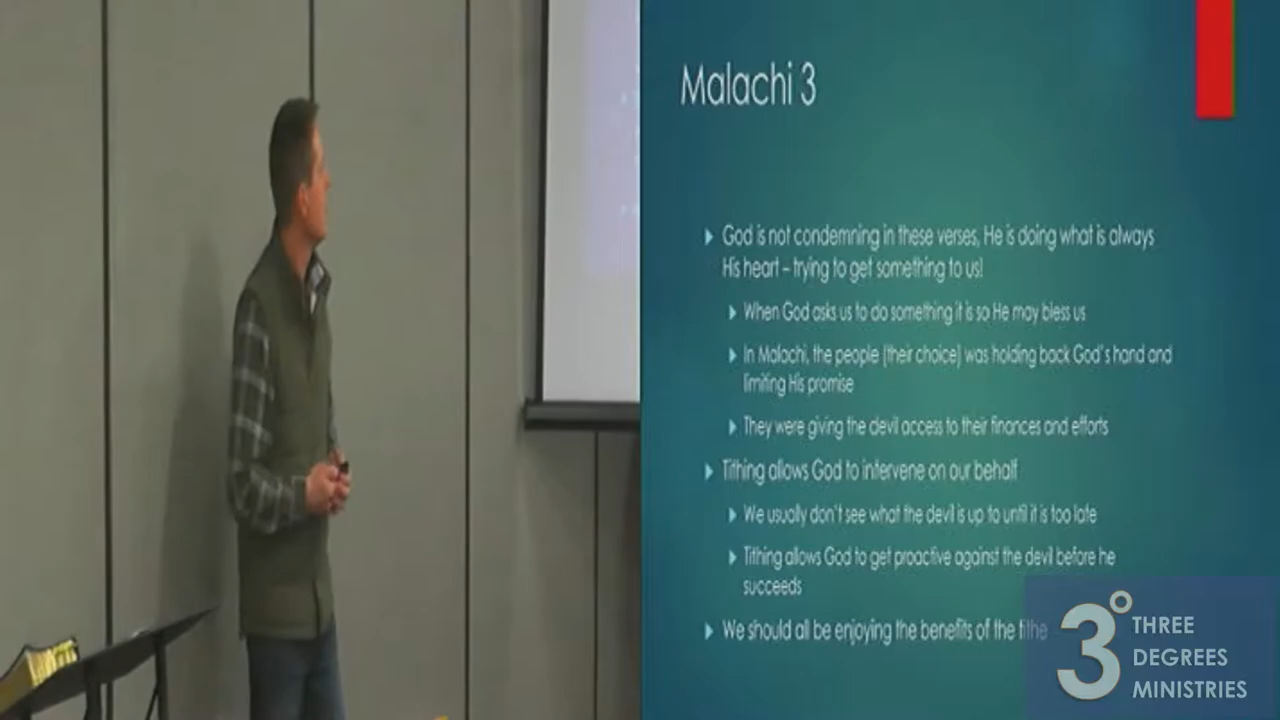 Malachi 3
God is not condemning in these verses, He is doing what is always
His heart – trying to get something to us!
When God asks us to do something it is so He may bless us
In Malachi, the people (their choice) was holding back God's hand and
limiting His promise
They were giving the devil access to their finances and efforts
Tithing allows God to intervene on our behalf
We usually don't see what the devil is up to until it is too late
Tithing allows God to get proactive against the devil before he
succeeds
We should all be enjoying the benefits of the tithe
3° THREE
DEGREES
MINISTRIES